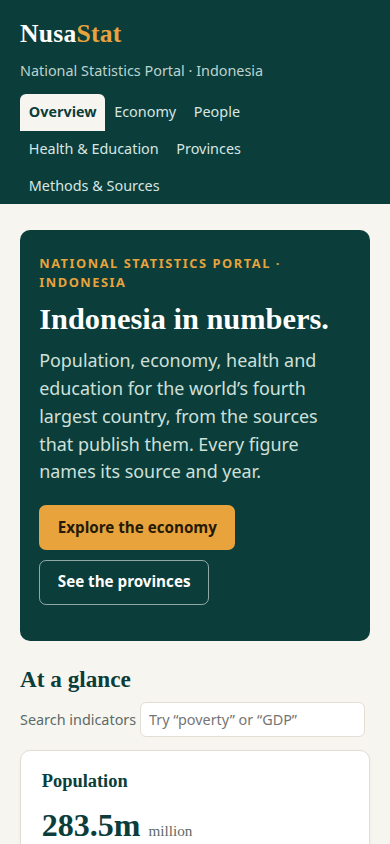 NusaStat
National Statistics Portal · Indonesia
Overview Economy People
Health & Education Provinces
Methods & Sources
NATIONAL STATISTICS PORTAL ·
INDONESIA
Indonesia in numbers.
Population, economy, health and
education for the world’s fourth
largest country, from the sources
that publish them. Every figure
names its source and year.
Explore the economy
See the provinces
At a glance
Search indicators Try “poverty” or “GDP”
Population
283.5m million